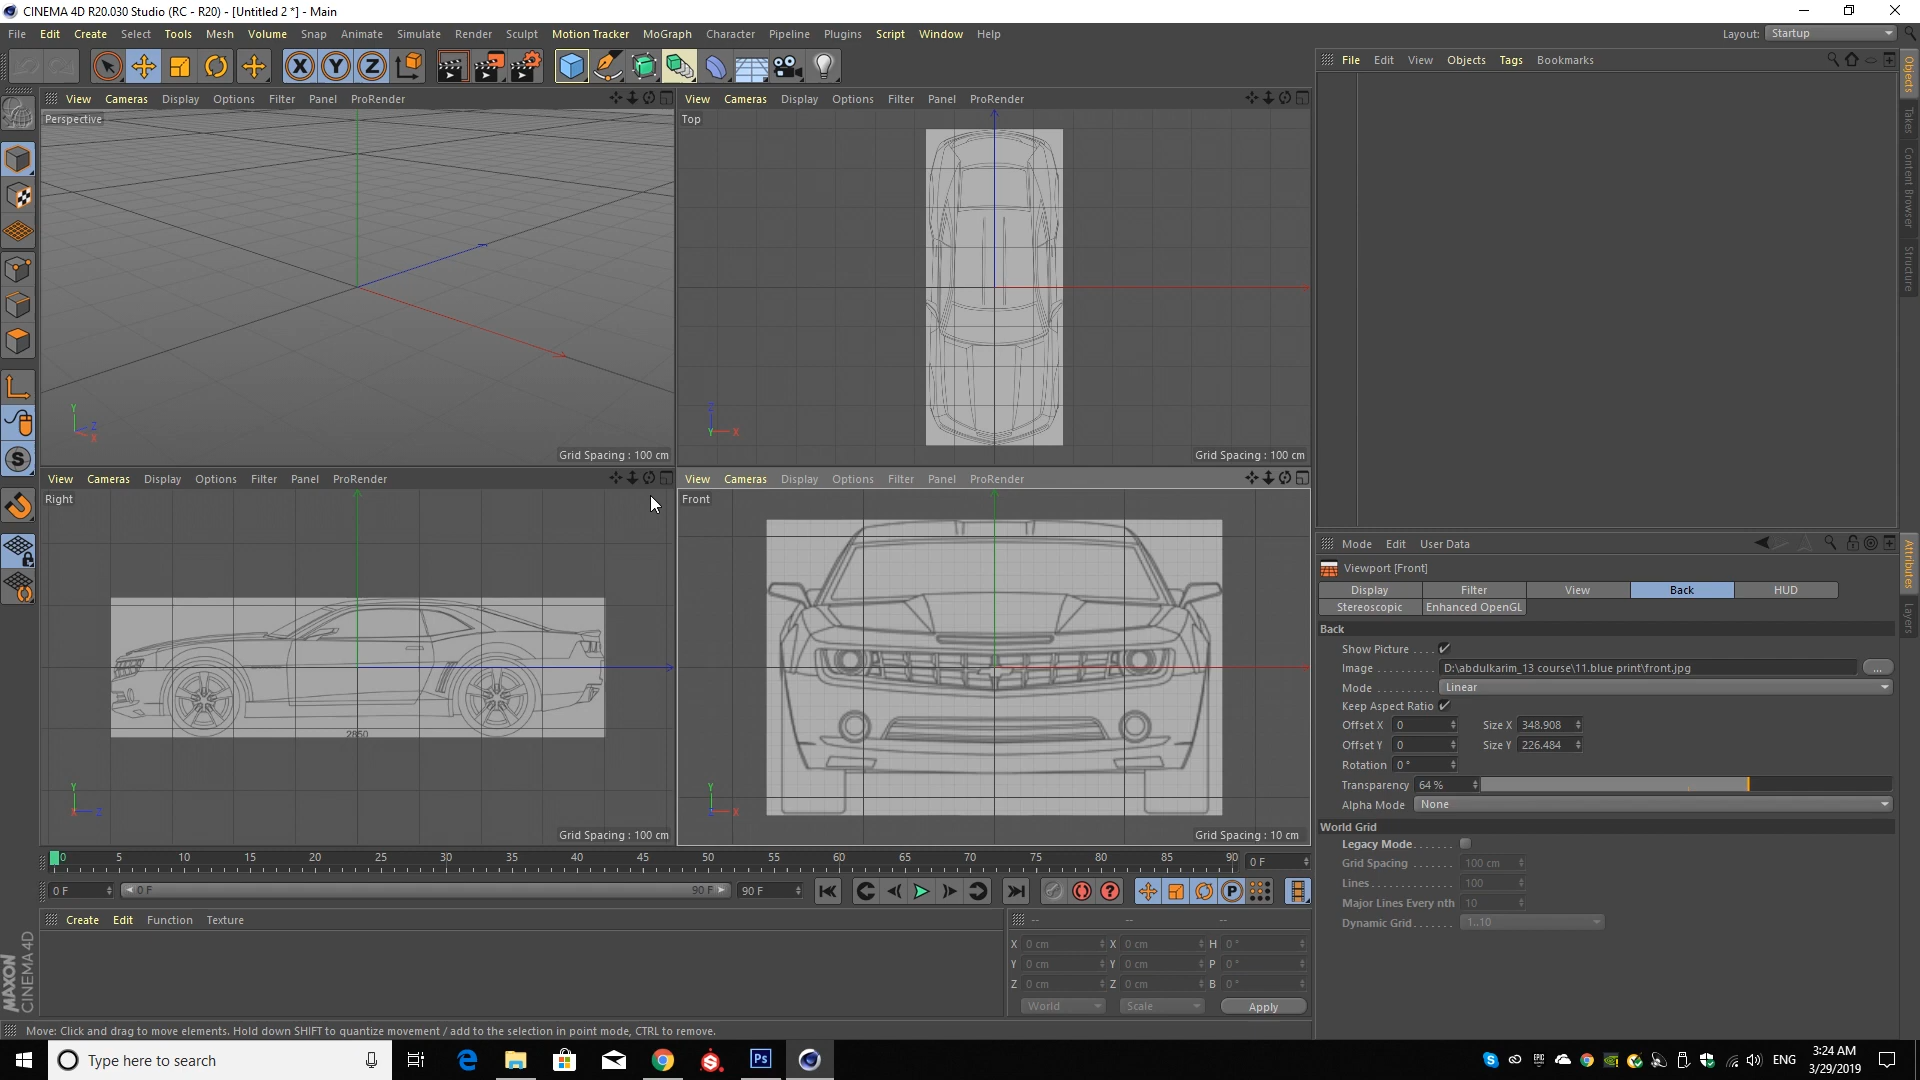 CINEMA 4D R20.030 Studio (RC - R20) - [Untitled 2 *] - Main
File Edit Create Select Tools Mesh Volume Snap Animate Simulate Render Sculpt Motion Tracker MoGraph Character Pipeline Plugins Script Window Help
Layout: Startup
File Edit View Objects Tags Bookmarks
View Cameras Display Options Filter Panel ProRender
Perspective
Grid Spacing : 100 cm
View Cameras Display Options Filter Panel ProRender
Top
Grid Spacing : 100 cm
View Cameras Display Options Filter Panel ProRender
Right
2850
Grid Spacing : 100 cm
View Cameras Display Options Filter Panel ProRender
Front
Grid Spacing : 10 cm
Objects
Takes
Content Browser
Structure
Attributes
Layers
Mode Edit User Data
Viewport [Front]
Display Filter View Back HUD
Stereoscopic Enhanced OpenGL
Back
Show Picture . . . .
Image . . . . . . . . . . D:\abdulkarim_13 course\11.blue print\front.jpg ...
Mode . . . . . . . . . . Linear
Keep Aspect Ratio
Offset X 0 Size X 348.908
Offset Y 0 Size Y 226.484
Rotation 0 °
Transparency 64 %
Alpha Mode None
World Grid
Legacy Mode. . . . . . .
Grid Spacing . . . . . . . 100 cm
Lines. . . . . . . . . . . . . 100
Major Lines Every nth 10
Dynamic Grid. . . . . . . 1..10
0 5 10 15 20 25 30 35 40 45 50 55 60 65 70 75 80 85 90 0 F
0 F 0 F 90 F 90 F
Create Edit Function Texture
-- -- --
X 0 cm X 0 cm H 0 °
Y 0 cm Y 0 cm P 0 °
Z 0 cm Z 0 cm B 0 °
World Scale Apply
MAXON
CINEMA 4D
Move: Click and drag to move elements. Hold down SHIFT to quantize movement / add to the selection in point mode, CTRL to remove.
Type here to search
Ps
ENG
3:24 AM
3/29/2019